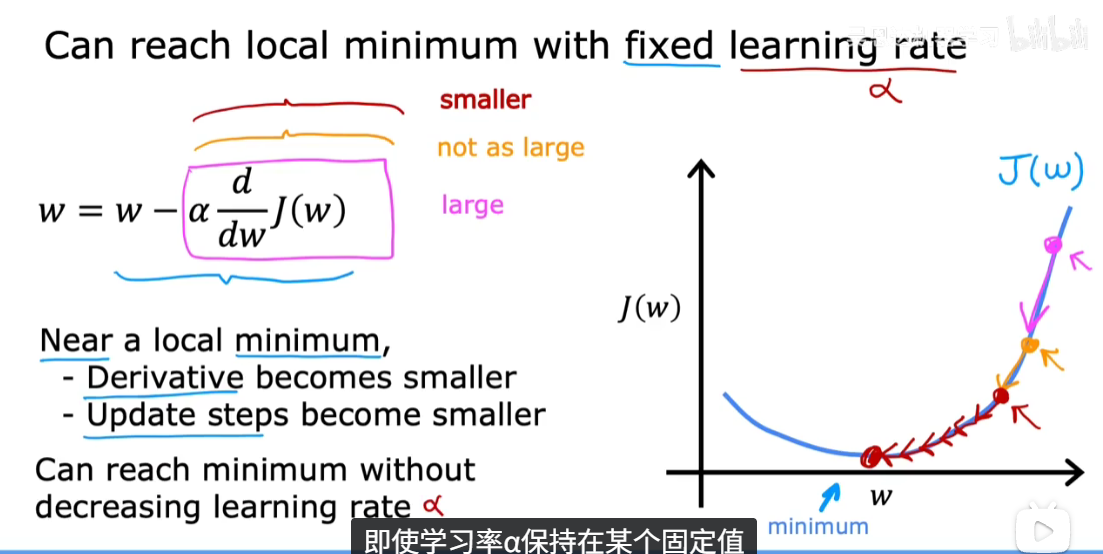 Can reach local minimum with fixed learning rate
α
smaller
not as large
large
w = w − α d/dw J(w)
J(w)
J(w)
Near a local minimum,
- Derivative becomes smaller
- Update steps become smaller
Can reach minimum without
decreasing learning rate α
w
minimum
即使学习率α保持在某个固定值